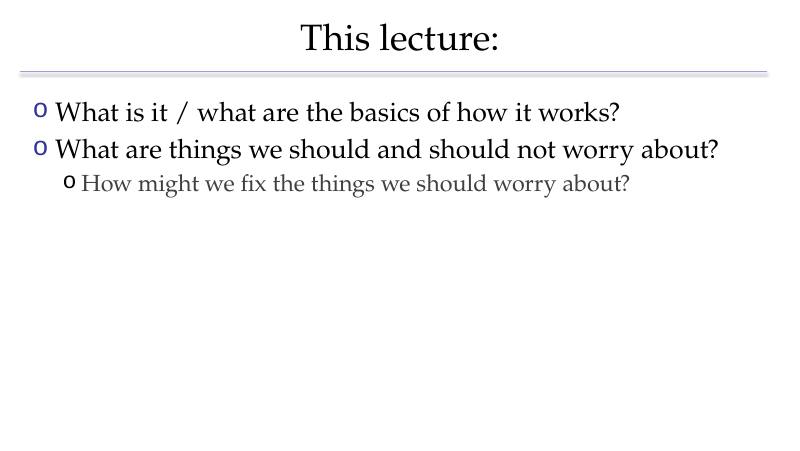 This lecture:
o What is it / what are the basics of how it works?
o What are things we should and should not worry about?
o How might we fix the things we should worry about?